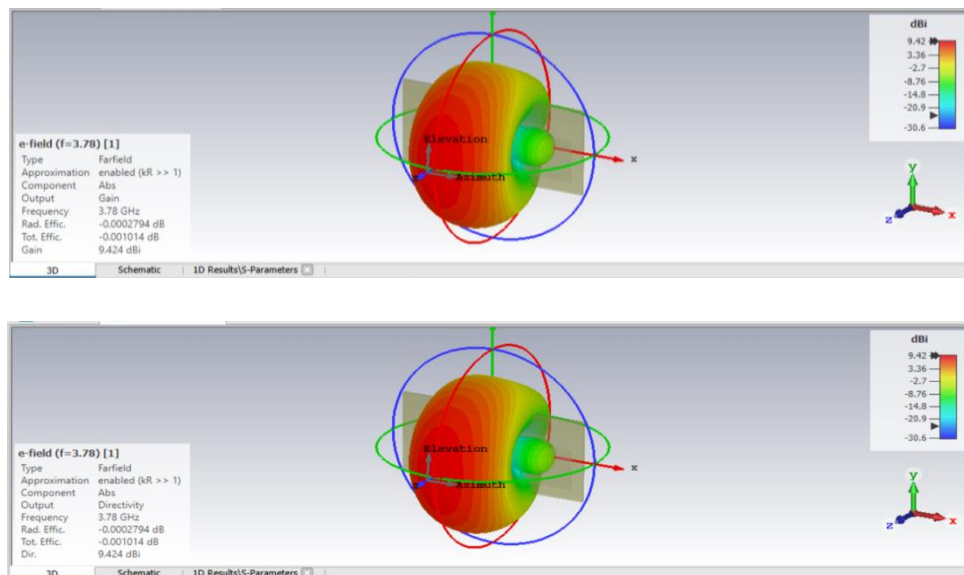 dBi
9.42
3.36
-2.7
-8.76
-14.8
-20.9
-30.6
Elevation
z Azimuth
x
y
z x
e-field (f=3.78) [1]
Type Farfield
Approximation enabled (kR >> 1)
Component Abs
Output Gain
Frequency 3.78 GHz
Rad. Effic. -0.0002794 dB
Tot. Effic. -0.001014 dB
Gain 9.424 dBi
3D Schematic 1D Results\S-Parameters
dBi
9.42
3.36
-2.7
-8.76
-14.8
-20.9
-30.6
Elevation
z Azimuth
x
y
z x
e-field (f=3.78) [1]
Type Farfield
Approximation enabled (kR >> 1)
Component Abs
Output Directivity
Frequency 3.78 GHz
Rad. Effic. -0.0002794 dB
Tot. Effic. -0.001014 dB
Dir. 9.424 dBi
3D Schematic 1D Results\S-Parameters